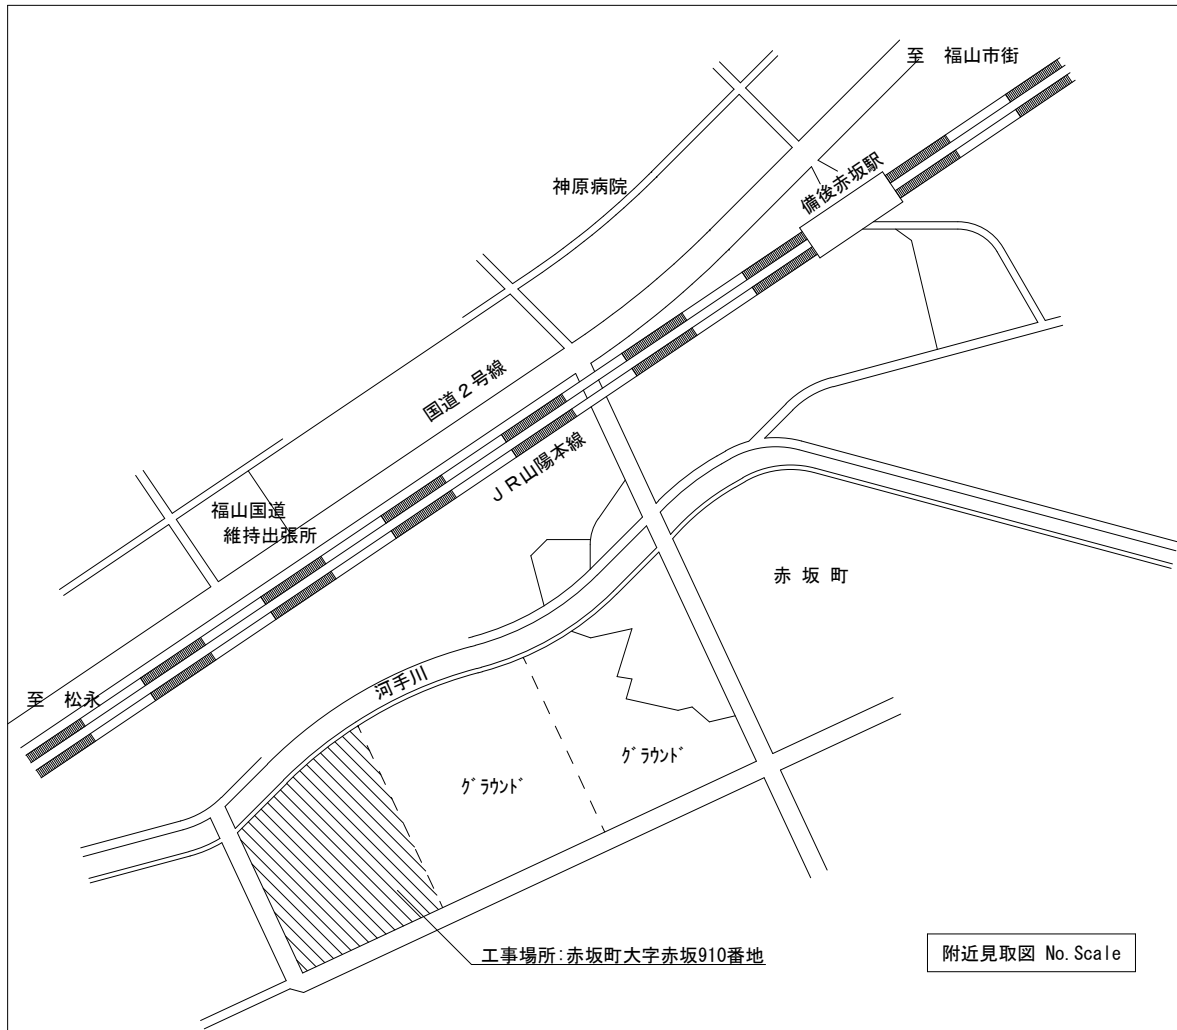 至　福山市街
備後赤坂駅
神原病院
国道２号線
ＪＲ山陽本線
福山国道
維持出張所
赤 坂 町
至　松永
河手川
ｸﾞﾗｳﾝﾄﾞ
ｸﾞﾗｳﾝﾄﾞ
工事場所:赤坂町大字赤坂910番地
附近見取図 No.Scale